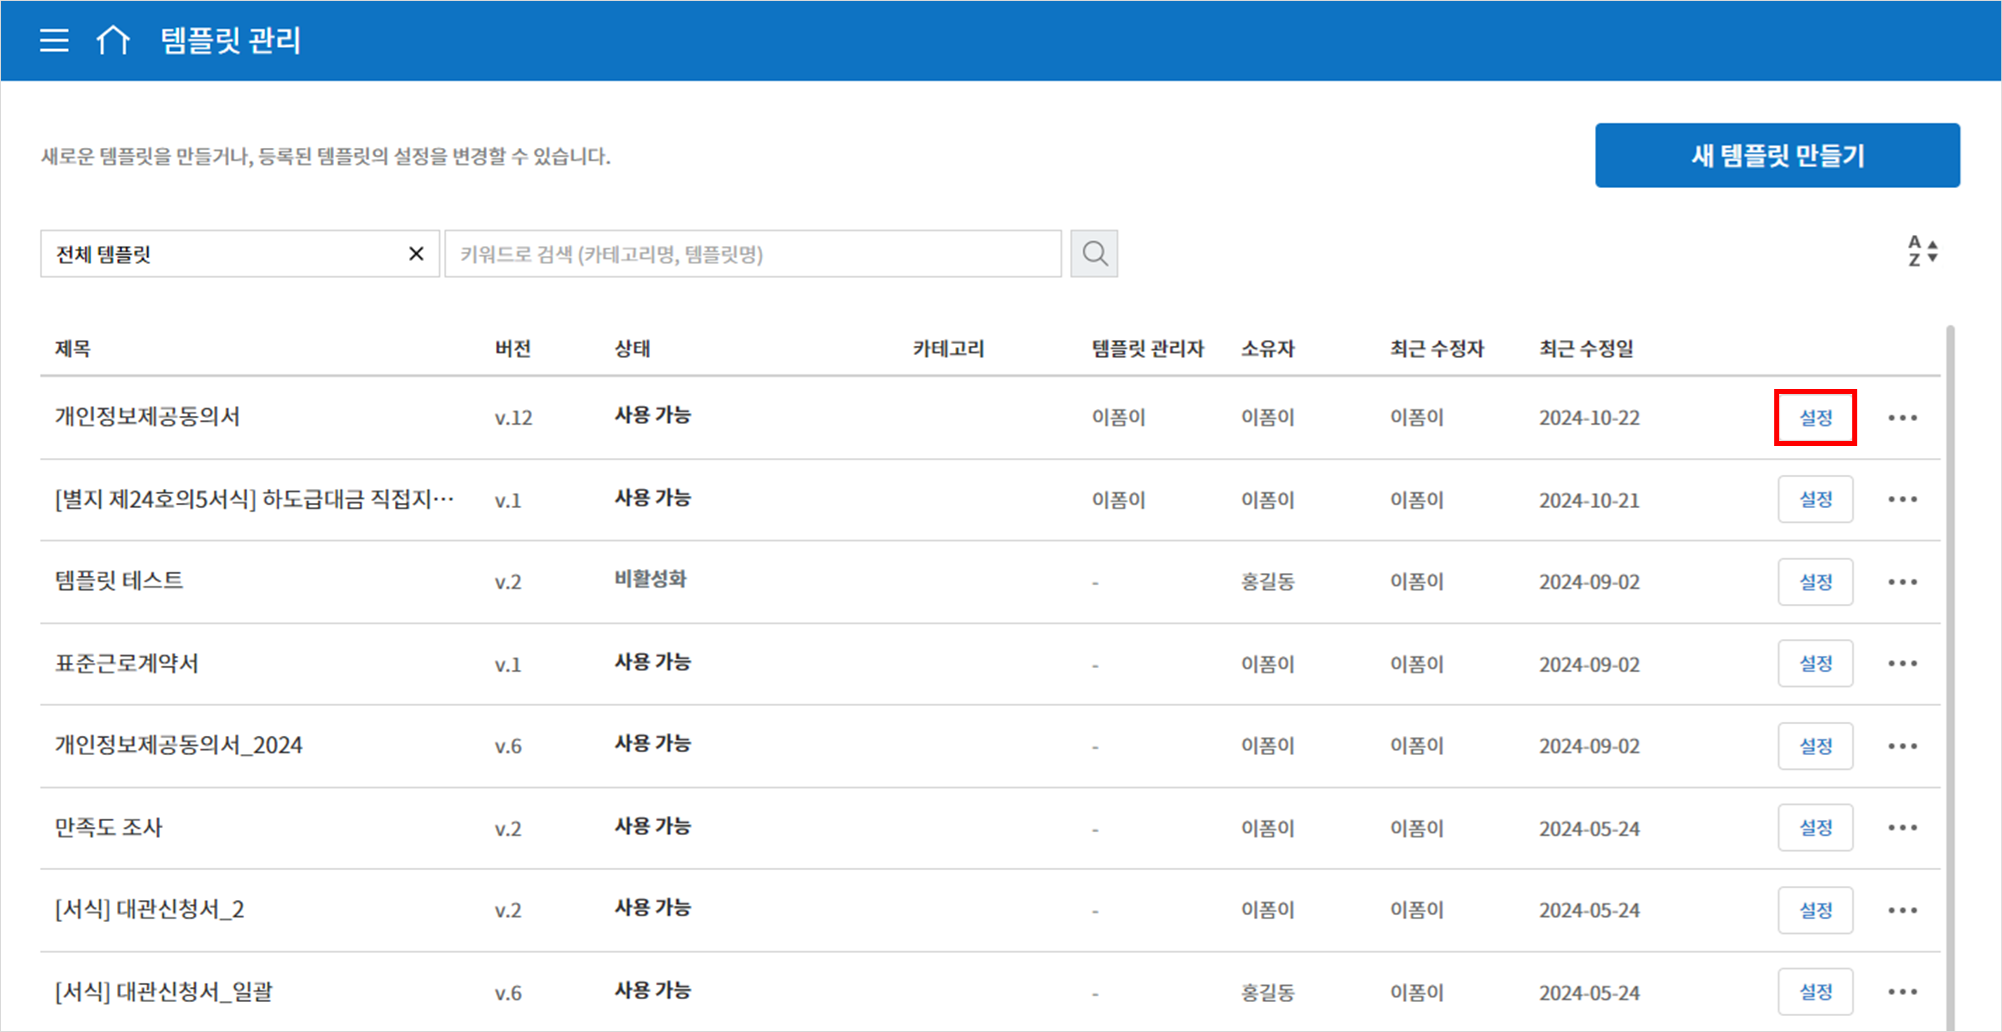 템플릿 관리
새로운 템플릿을 만들거나, 등록된 템플릿의 설정을 변경할 수 있습니다.
새 템플릿 만들기
전체 템플릿
키워드로 검색 (카테고리명, 템플릿명)
A
Z
제목 버전 상태 카테고리 템플릿 관리자 소유자 최근 수정자 최근 수정일
개인정보제공동의서 v.12 사용 가능 이폼이 이폼이 이폼이 2024-10-22 설정
[별지 제24호의5서식] 하도급대금 직접지… v.1 사용 가능 이폼이 이폼이 이폼이 2024-10-21 설정
템플릿 테스트 v.2 비활성화 - 홍길동 이폼이 2024-09-02 설정
표준근로계약서 v.1 사용 가능 - 이폼이 이폼이 2024-09-02 설정
개인정보제공동의서_2024 v.6 사용 가능 - 이폼이 이폼이 2024-09-02 설정
만족도 조사 v.2 사용 가능 - 이폼이 이폼이 2024-05-24 설정
[서식] 대관신청서_2 v.2 사용 가능 - 이폼이 이폼이 2024-05-24 설정
[서식] 대관신청서_일괄 v.6 사용 가능 - 홍길동 이폼이 2024-05-24 설정